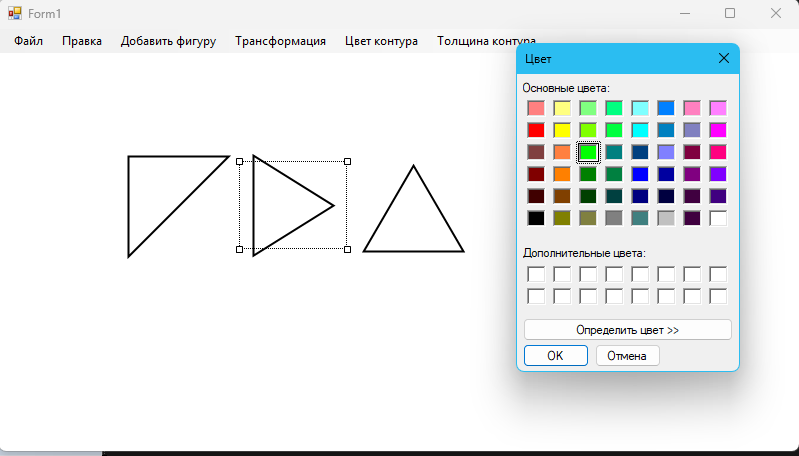 Form1
Файл Правка Добавить фигуру Трансформация Цвет контура Толщина контура
Цвет
Основные цвета:
Дополнительные цвета:
Определить цвет >>
OK Отмена